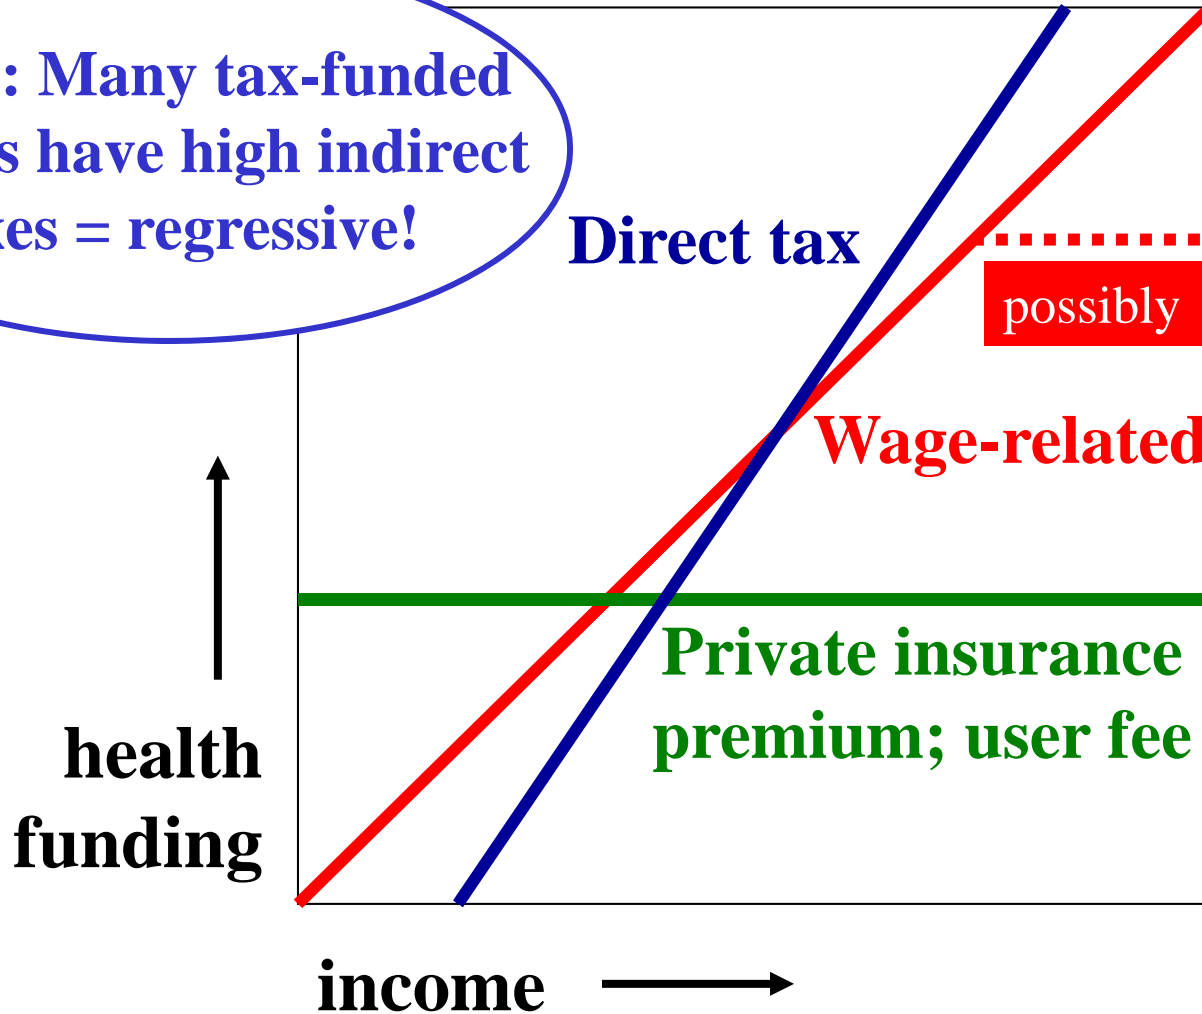 : Many tax-funded
s have high indirect
xes = regressive!
Direct tax
possibly
Wage-related
Private insurance
premium; user fee
health
funding
income